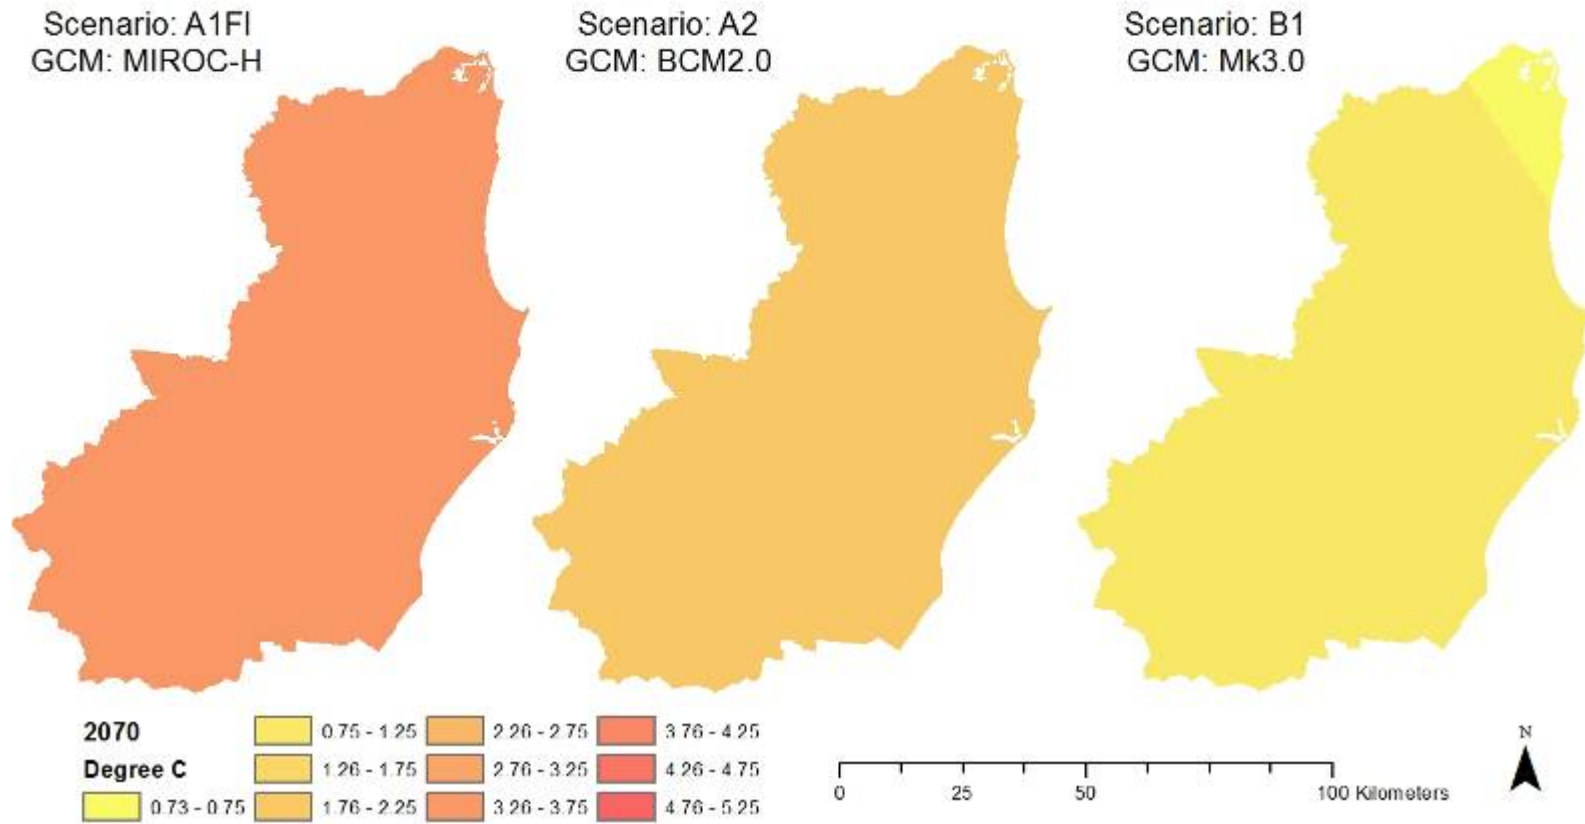 Scenario: A1FI
GCM: MIROC-H
Scenario: A2
GCM: BCM2.0
Scenario: B1
GCM: Mk3.0
2070
Degree C
0.73 - 0.75
0.75 - 1.25
1.26 - 1.75
1.76 - 2.25
2.26 - 2.75
2.76 - 3.25
3.26 - 3.75
3.76 - 4.25
4.26 - 4.75
4.76 - 5.25
0 25 50 100 Kilometers
N